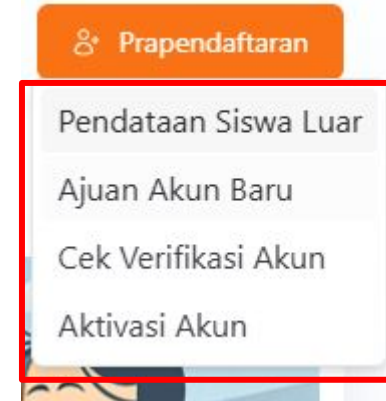 Prapendaftaran
Pendataan Siswa Luar
Ajuan Akun Baru
Cek Verifikasi Akun
Aktivasi Akun